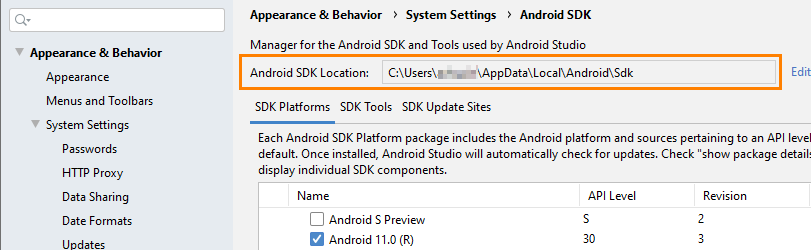 Appearance & Behavior › System Settings › Android SDK
Appearance & Behavior
Appearance
Menus and Toolbars
System Settings
Passwords
HTTP Proxy
Data Sharing
Date Formats
Updates
Manager for the Android SDK and Tools used by Android Studio
Android SDK Location: C:\Users\ \AppData\Local\Android\Sdk Edit
SDK Platforms SDK Tools SDK Update Sites
Each Android SDK Platform package includes the Android platform and sources pertaining to an API level
default. Once installed, Android Studio will automatically check for updates. Check "show package details
display individual SDK components.
Name API Level Revision
Android S Preview S 2
Android 11.0 (R) 30 3